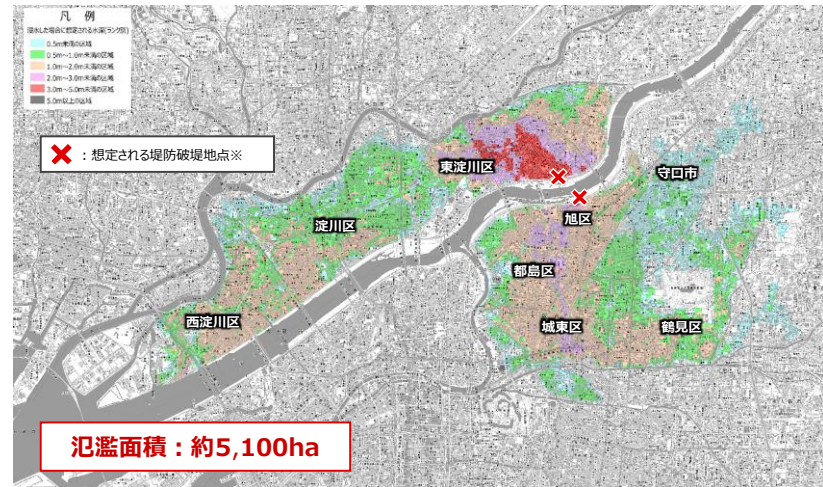 凡 例
浸水した場合に想定される水深(ランク別)
0.5m未満の区域
0.5m～1.0m未満の区域
1.0m～2.0m未満の区域
2.0m～3.0m未満の区域
3.0m～5.0m未満の区域
5.0m以上の区域
：想定される堤防破堤地点※
東淀川区
守口市
淀川区
旭区
都島区
西淀川区
城東区
鶴見区
氾濫面積：約5,100ha